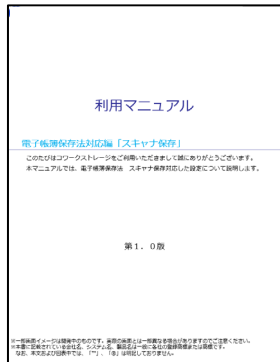 利用マニュアル
電子帳簿保存法対応編「スキャナ保存」
このたびはコワークストレージをご利用いただきまして誠にありがとうございます。
本マニュアルでは、電子帳簿保存法 スキャナ保存対応した設定について説明します。
第1．0版
※一部画面イメージは開発中のものです。実際の画面とは一部異なる場合がありますのでご注意ください。
※本書に記載されている会社名、システム名、製品名は一般に各社の登録商標または商標です。
なお、本文および図表中では、「™」、「®」は明記しておりません。